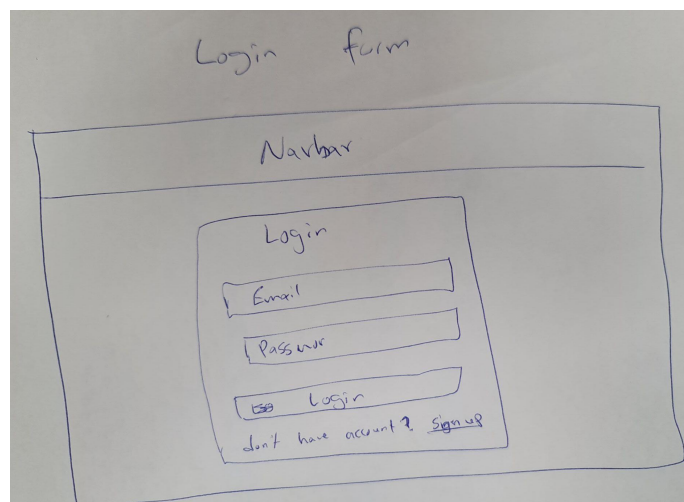 Login form
Navbar
Login
Email
Passwor
Login
don't have account? Sign up